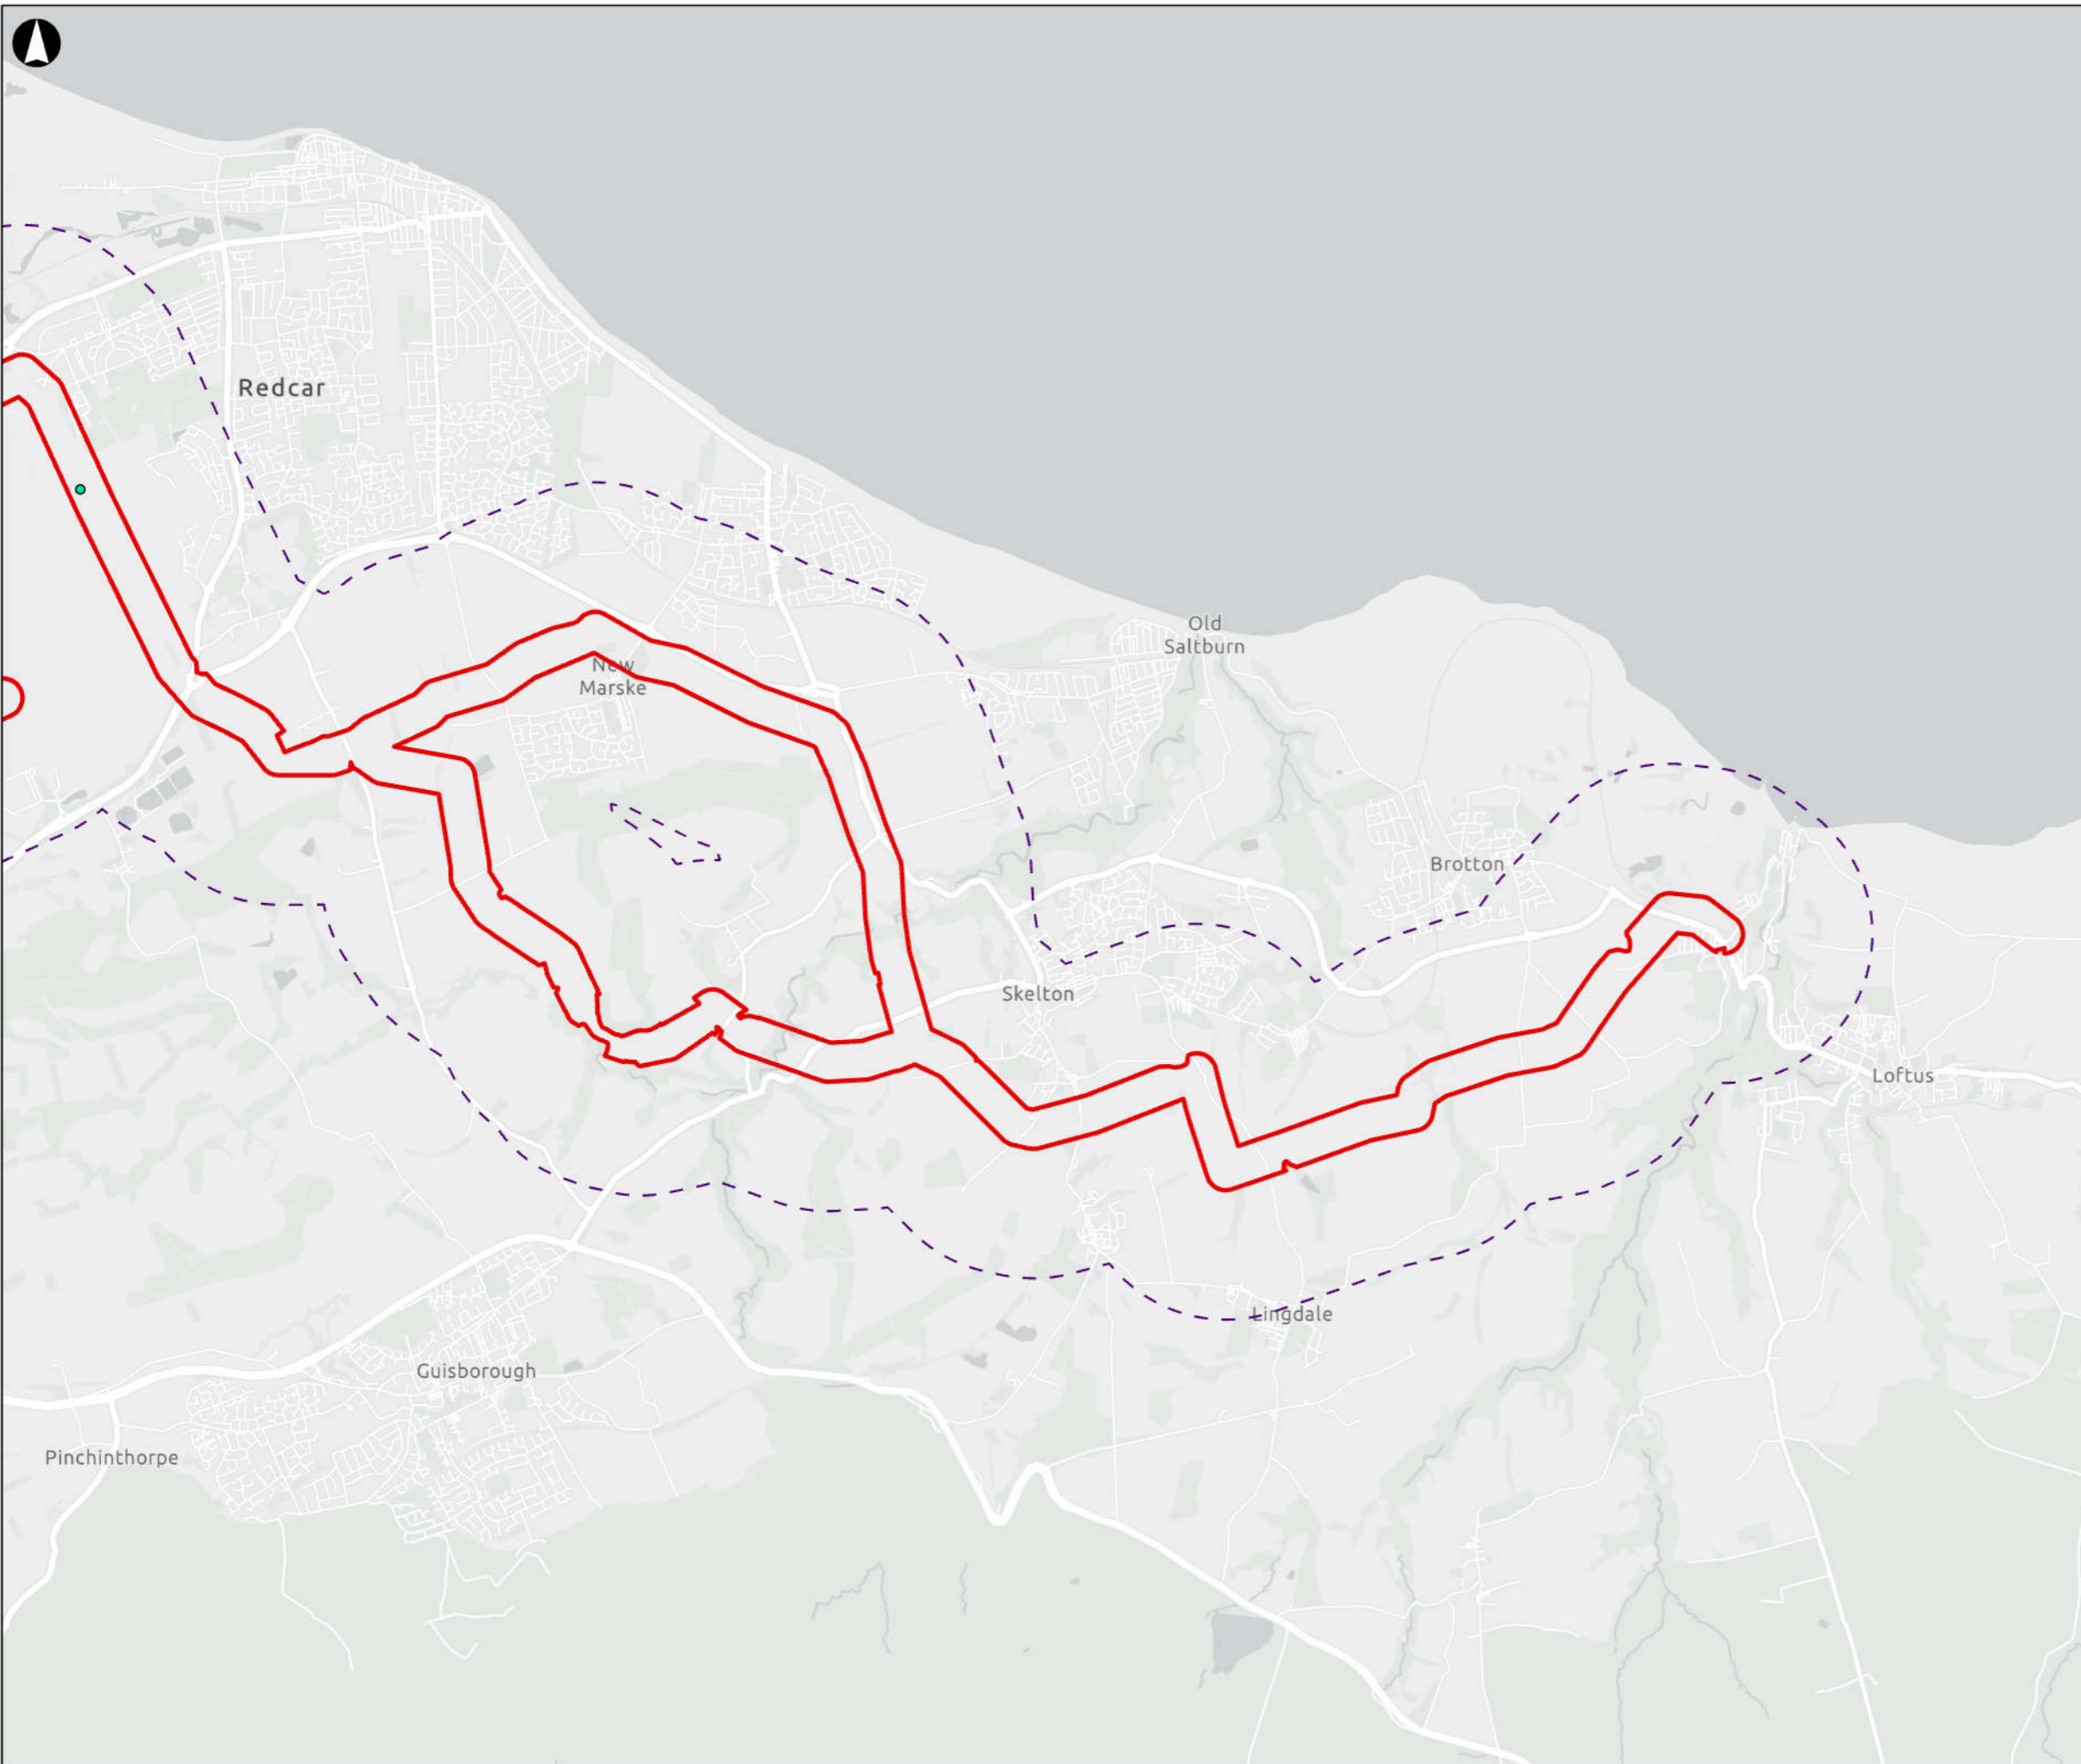 Redcar
Old
Saltburn
New
Marske
Brotton
Skelton
Loftus
Lingdale
Guisborough
Pinchinthorpe